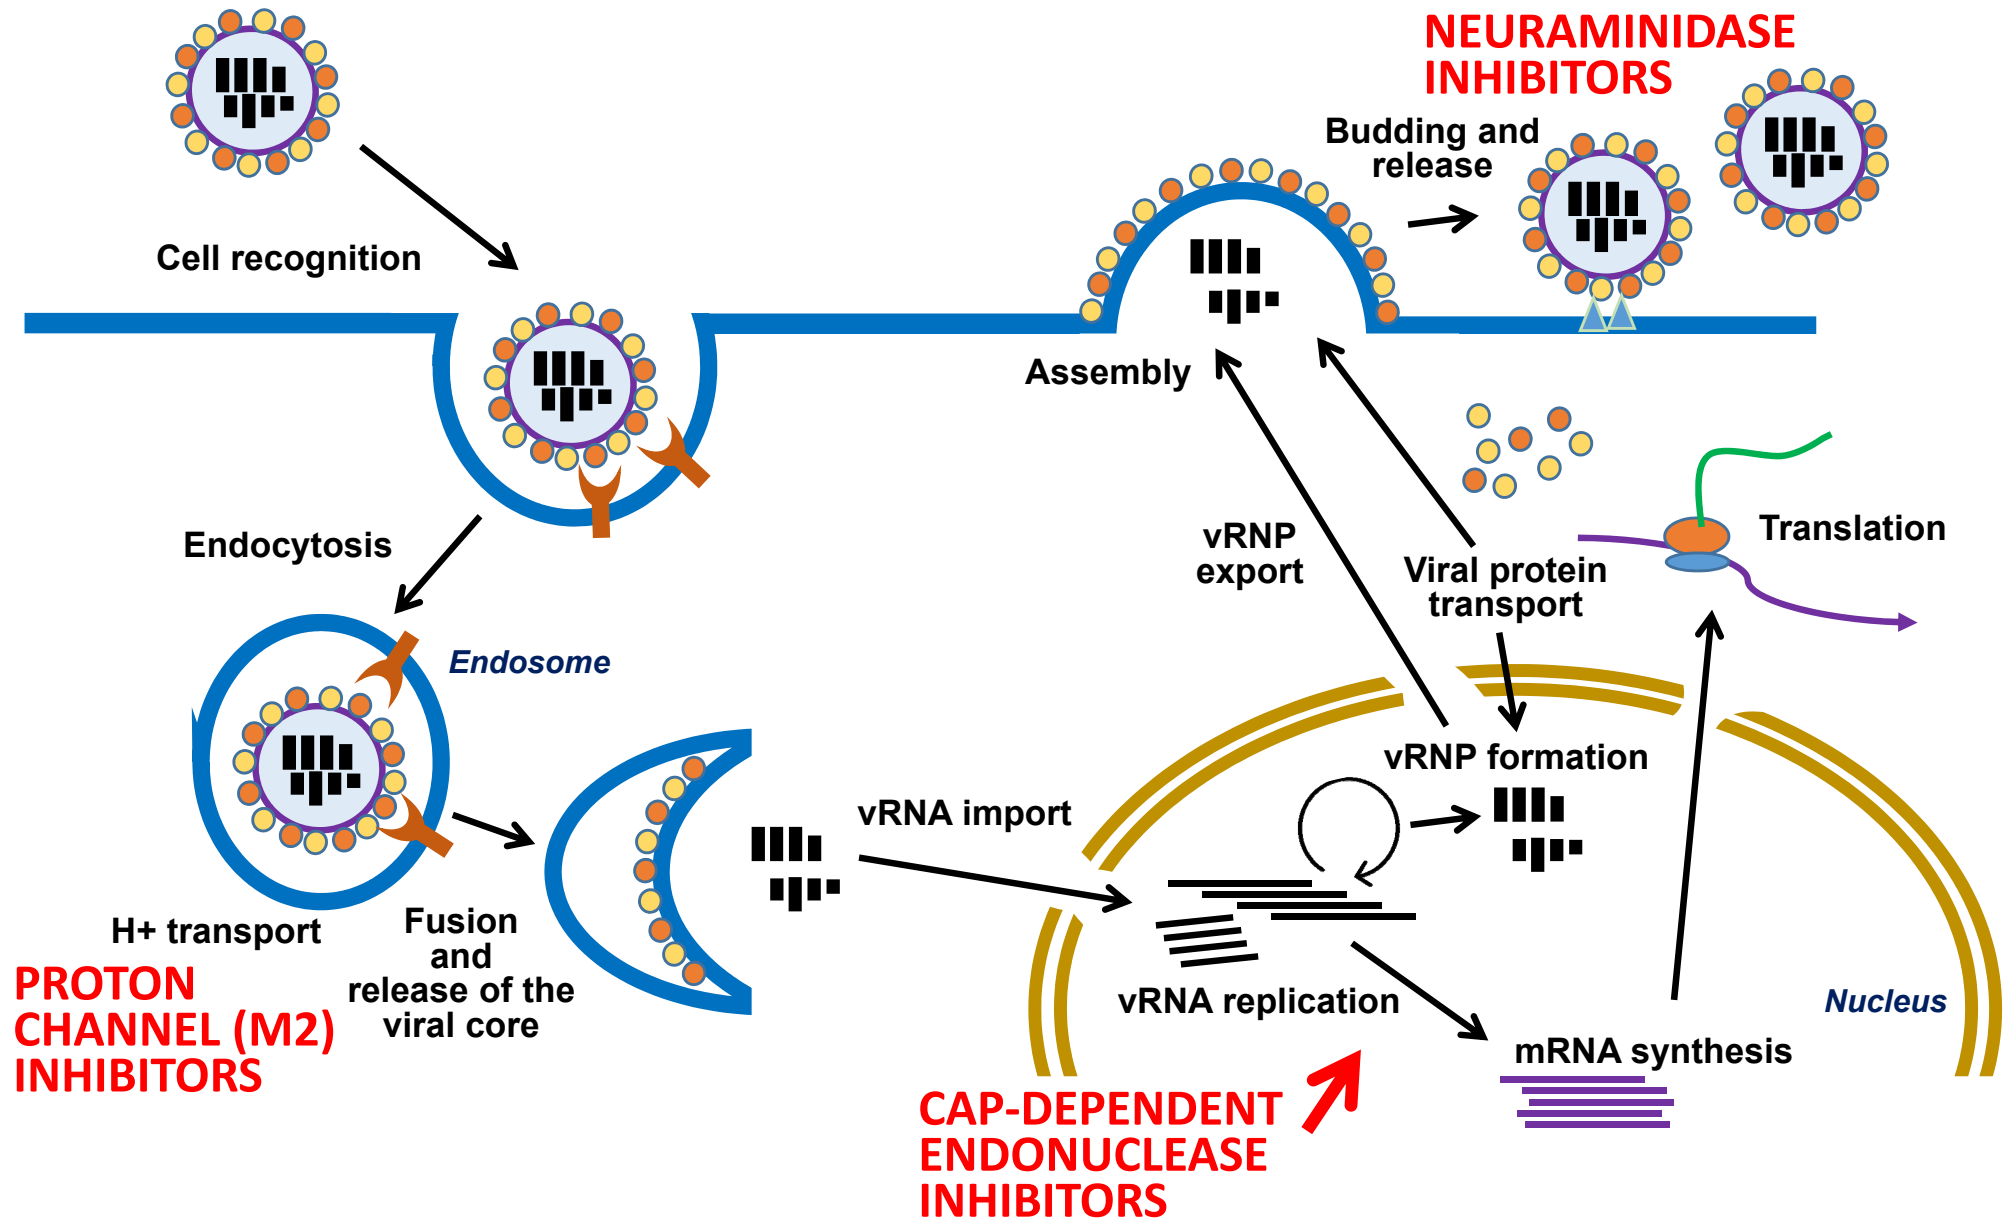 NEURAMINIDASE
INHIBITORS
Budding and
release
Cell recognition
Assembly
Endocytosis
vRNP
export
Viral protein
transport
Translation
Endosome
vRNP formation
vRNA import
H+ transport
PROTON
CHANNEL (M2)
INHIBITORS
Fusion
and
release of the
viral core
vRNA replication
Nucleus
mRNA synthesis
CAP-DEPENDENT
ENDONUCLEASE
INHIBITORS